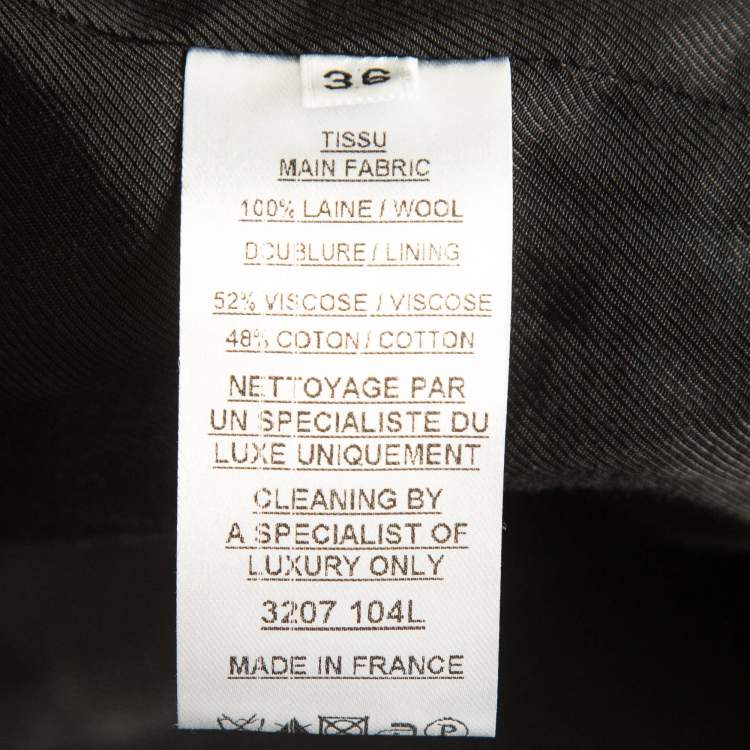 36
TISSU
MAIN FABRIC
100% LAINE / WOOL
DOUBLURE / LINING
52% VISCOSE / VISCOSE
48% COTON / COTTON
NETTOYAGE PAR
UN SPECIALISTE DU
LUXE UNIQUEMENT
CLEANING BY
A SPECIALIST OF
LUXURY ONLY
3207 104L
MADE IN FRANCE
P